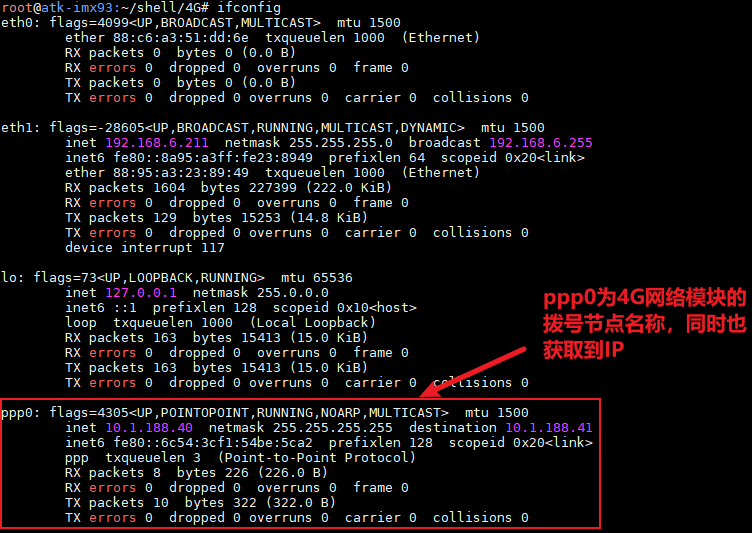 root@atk-imx93:~/shell/4G# ifconfig
eth0: flags=4099<UP,BROADCAST,MULTICAST>  mtu 1500
        ether 88:c6:a3:51:dd:6e  txqueuelen 1000  (Ethernet)
        RX packets 0  bytes 0 (0.0 B)
        RX errors 0  dropped 0  overruns 0  frame 0
        TX packets 0  bytes 0 (0.0 B)
        TX errors 0  dropped 0 overruns 0  carrier 0  collisions 0

eth1: flags=-28605<UP,BROADCAST,RUNNING,MULTICAST,DYNAMIC>  mtu 1500
        inet 192.168.6.211  netmask 255.255.255.0  broadcast 192.168.6.255
        inet6 fe80::8a95:a3ff:fe23:8949  prefixlen 64  scopeid 0x20<link>
        ether 88:95:a3:23:89:49  txqueuelen 1000  (Ethernet)
        RX packets 1604  bytes 227399 (222.0 KiB)
        RX errors 0  dropped 0  overruns 0  frame 0
        TX packets 129  bytes 15253 (14.8 KiB)
        TX errors 0  dropped 0 overruns 0  carrier 0  collisions 0
        device interrupt 117

lo: flags=73<UP,LOOPBACK,RUNNING>  mtu 65536
        inet 127.0.0.1  netmask 255.0.0.0
        inet6 ::1  prefixlen 128  scopeid 0x10<host>
        loop  txqueuelen 1000  (Local Loopback)
        RX packets 163  bytes 15413 (15.0 KiB)
        RX errors 0  dropped 0  overruns 0  frame 0
        TX packets 163  bytes 15413 (15.0 KiB)
        TX errors 0  dropped 0 overruns 0  carrier 0  collisions 0

ppp0为4G网络模块的
拨号节点名称，同时也
获取到IP

ppp0: flags=4305<UP,POINTOPOINT,RUNNING,NOARP,MULTICAST>  mtu 1500
        inet 10.1.188.40  netmask 255.255.255.255  destination 10.1.188.41
        inet6 fe80::6c54:3cf1:54be:5ca2  prefixlen 128  scopeid 0x20<link>
        ppp  txqueuelen 3  (Point-to-Point Protocol)
        RX packets 8  bytes 226 (226.0 B)
        RX errors 0  dropped 0  overruns 0  frame 0
        TX packets 10  bytes 322 (322.0 B)
        TX errors 0  dropped 0 overruns 0  carrier 0  collisions 0